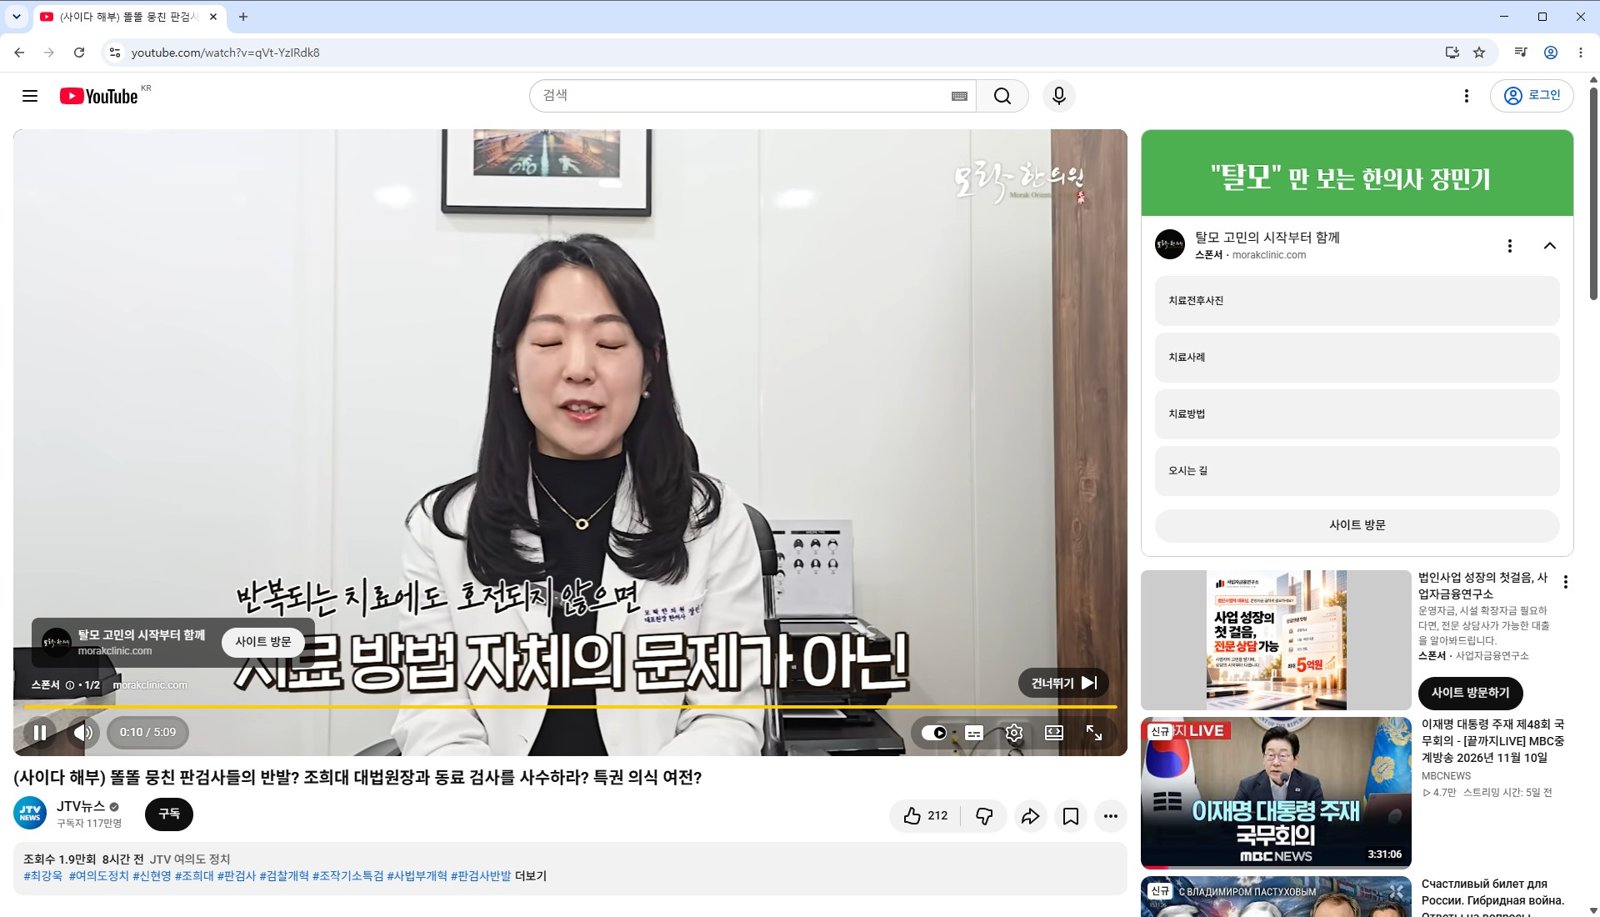 (사이다 해부) 똘똘 뭉친 판검사
youtube.com/watch?v=qVt-YzIRdk8
YouTube KR
검색
로그인
모락한의원
반복되는 치료에도 호전되지 않으면
치료 방법 자체의 문제가 아닌
탈모 고민의 시작부터 함께
morakclinic.com
사이트 방문
스폰서 · 1/2 morakclinic.com
건너뛰기
0:10 / 5:09
(사이다 해부) 똘똘 뭉친 판검사들의 반발? 조희대 대법원장과 동료 검사를 사수하라? 특권 의식 여전?
JTV NEWS
JTV뉴스
구독자 117만명
구독
212
조회수 1.9만회 8시간 전 JTV 여의도 정치
#최강욱 #여의도정치 #신현영 #조희대 #판검사 #검찰개혁 #조작기소특검 #사법부개혁 #판검사반발 더보기
"탈모" 만 보는 한의사 장민기
탈모 고민의 시작부터 함께
스폰서 · morakclinic.com
치료전후사진
치료사례
치료방법
오시는 길
사이트 방문
사업자금융연구소
사업 성장의
첫 걸음,
전문 상담 가능
5억원
법인사업 성장의 첫걸음, 사
업자금융연구소
운영자금, 시설 확장자금 필요하
다면, 전문 상담사가 가능한 대출
을 알아봐드립니다.
스폰서 · 사업자금융연구소
사이트 방문하기
신규
지LIVE
이재명 대통령 주재
국무회의
MBC NEWS
3:31:06
이재명 대통령 주재 제48회 국
무회의 - [끝까지LIVE] MBC중
계방송 2026년 11월 10일
MBCNEWS
4.7만 스트리밍 시간: 5일 전
신규
С ВЛАДИМИРОМ ПАСТУХОВЫМ
Счастливый билет для
России. Гибридная война.
Ответы на вопросы